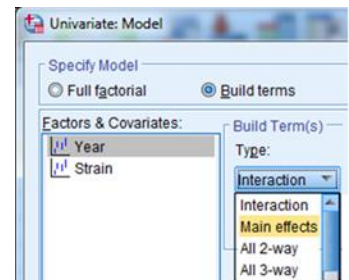 Univariate: Model
Specify Model
Full factorial Build terms
Factors & Covariates: Build Term(s)
Year Type:
Strain
Interaction
Interaction
Main effects
All 2-way
All 3-way